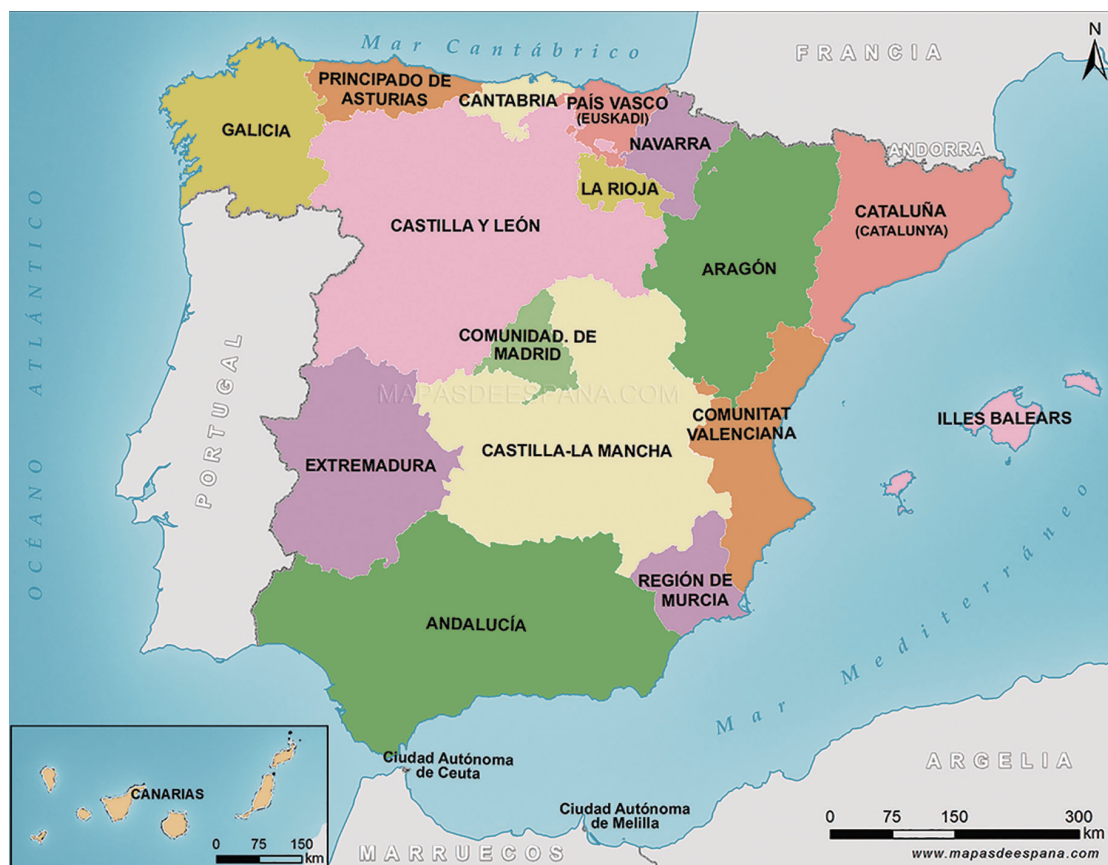 Mar Cantábrico
FRANCIA
N
PRINCIPADO DE
ASTURIAS
CANTABRIA
PAÍS VASCO
(EUSKADI)
GALICIA
NAVARRA
ANDORRA
LA RIOJA
CASTILLA Y LEÓN
CATALUÑA
(CATALUNYA)
ARAGÓN
OCÉANO ATLÁNTICO
PORTUGAL
COMUNIDAD. DE
MADRID
MAPASDEESPANA.COM
COMUNITAT
VALENCIANA
ILLES BALEARS
CASTILLA-LA MANCHA
EXTREMADURA
REGIÓN DE
MURCIA
ANDALUCÍA
Mar Mediterráneo
Ciudad Autónoma
de Ceuta
ARGELIA
CANARIAS
Ciudad Autónoma
de Melilla
MARRUECOS
0 75 150
km
0 75 150 300
km
www.mapasdeespana.com